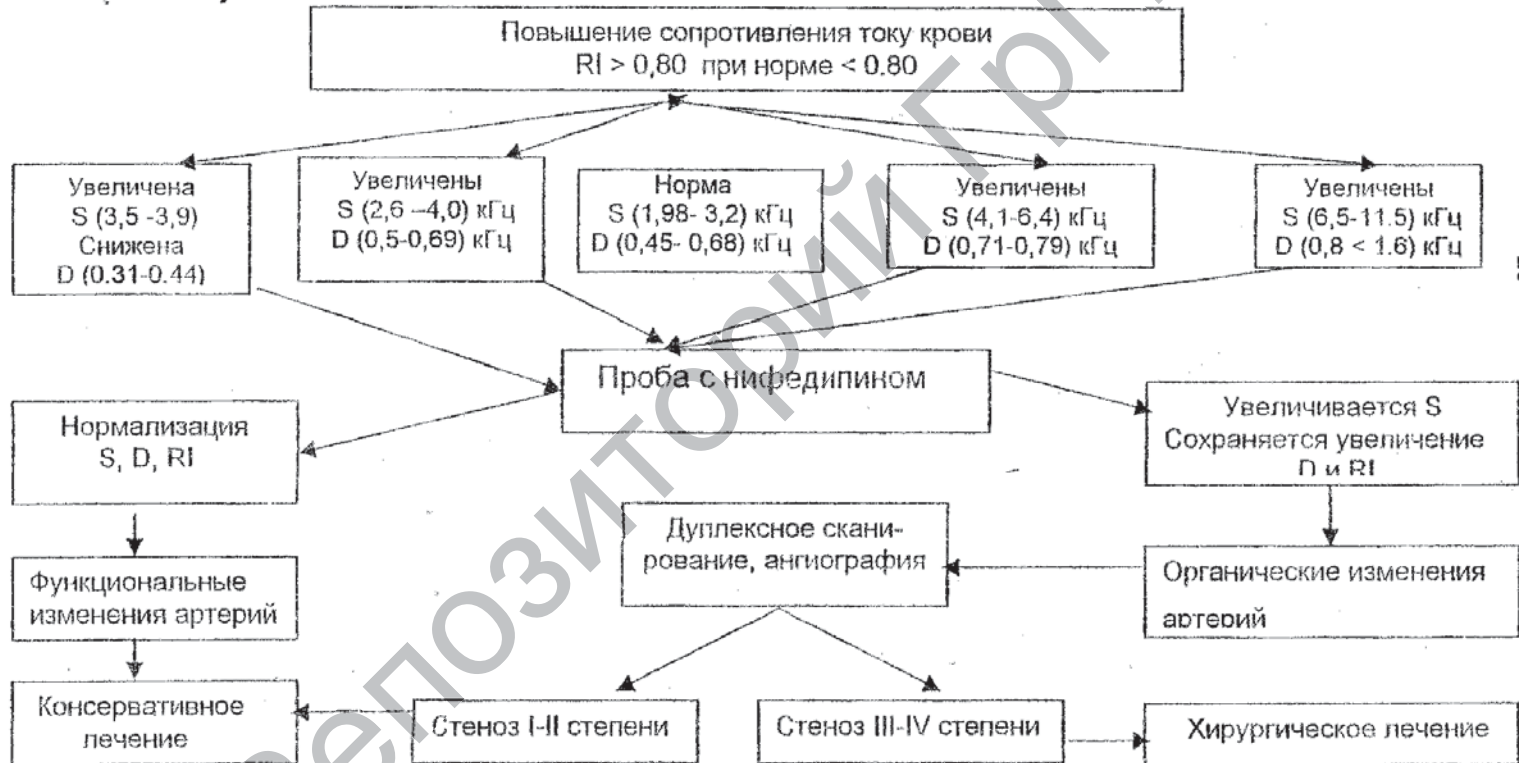 Повышение сопротивления току крови
RI > 0,80 при норме < 0.80
Увеличена
S (3,5 -3,9)
Снижена
D (0.31-0.44)
Увеличены
S (2,6 –4,0) кГц
D (0,5-0,69) кГц
Норма
S (1,98- 3,2) кГц
D (0,45- 0,68) кГц
Увеличены
S (4,1-6,4) кГц
D (0,71-0,79) кГц
Увеличены
S (6,5-11.5) кГц
D (0,8 < 1.6) кГц
Проба с нифедипином
Нормализация
S, D, RI
Увеличивается S
Сохраняется увеличение
D и RI
Дуплексное скани-
рование, ангиография
Функциональные
изменения артерий
Органические изменения
артерий
Консервативное
лечение
Стеноз I-II степени
Стеноз III-IV степени
Хирургическое лечение
Репозиторий